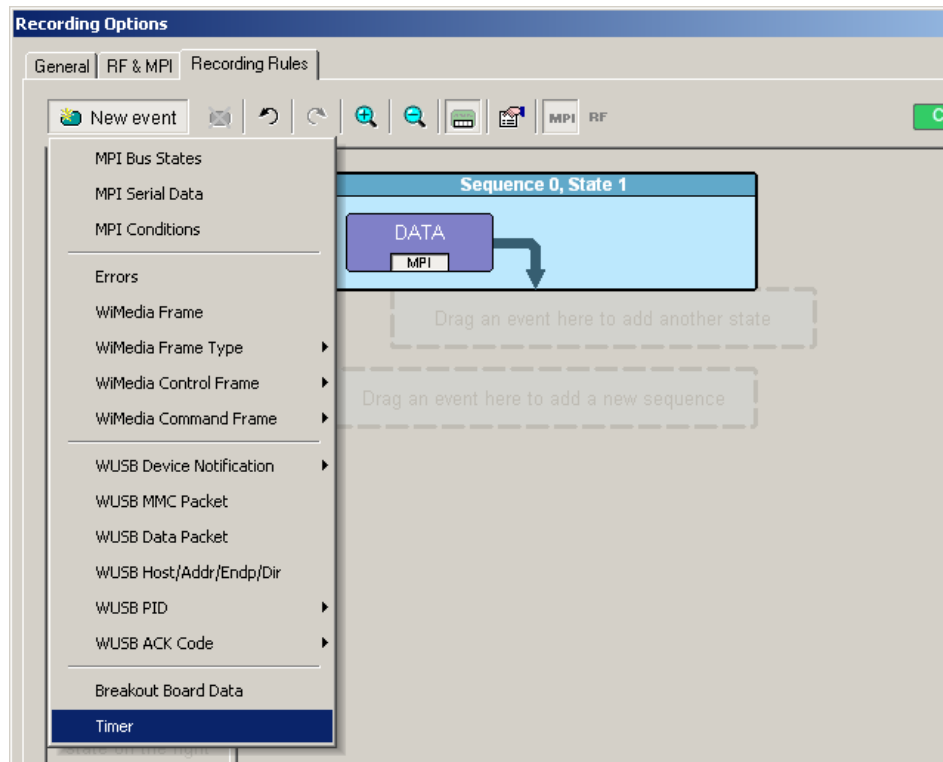 Recording Options
General RF & MPI Recording Rules
New event MPI RF C
MPI Bus States
MPI Serial Data
MPI Conditions
Errors
WiMedia Frame
WiMedia Frame Type
WiMedia Control Frame
WiMedia Command Frame
WUSB Device Notification
WUSB MMC Packet
WUSB Data Packet
WUSB Host/Addr/Endp/Dir
WUSB PID
WUSB ACK Code
Breakout Board Data
Timer
state on the right
Sequence 0, State 1
DATA
MPI
Drag an event here to add another state
Drag an event here to add a new sequence